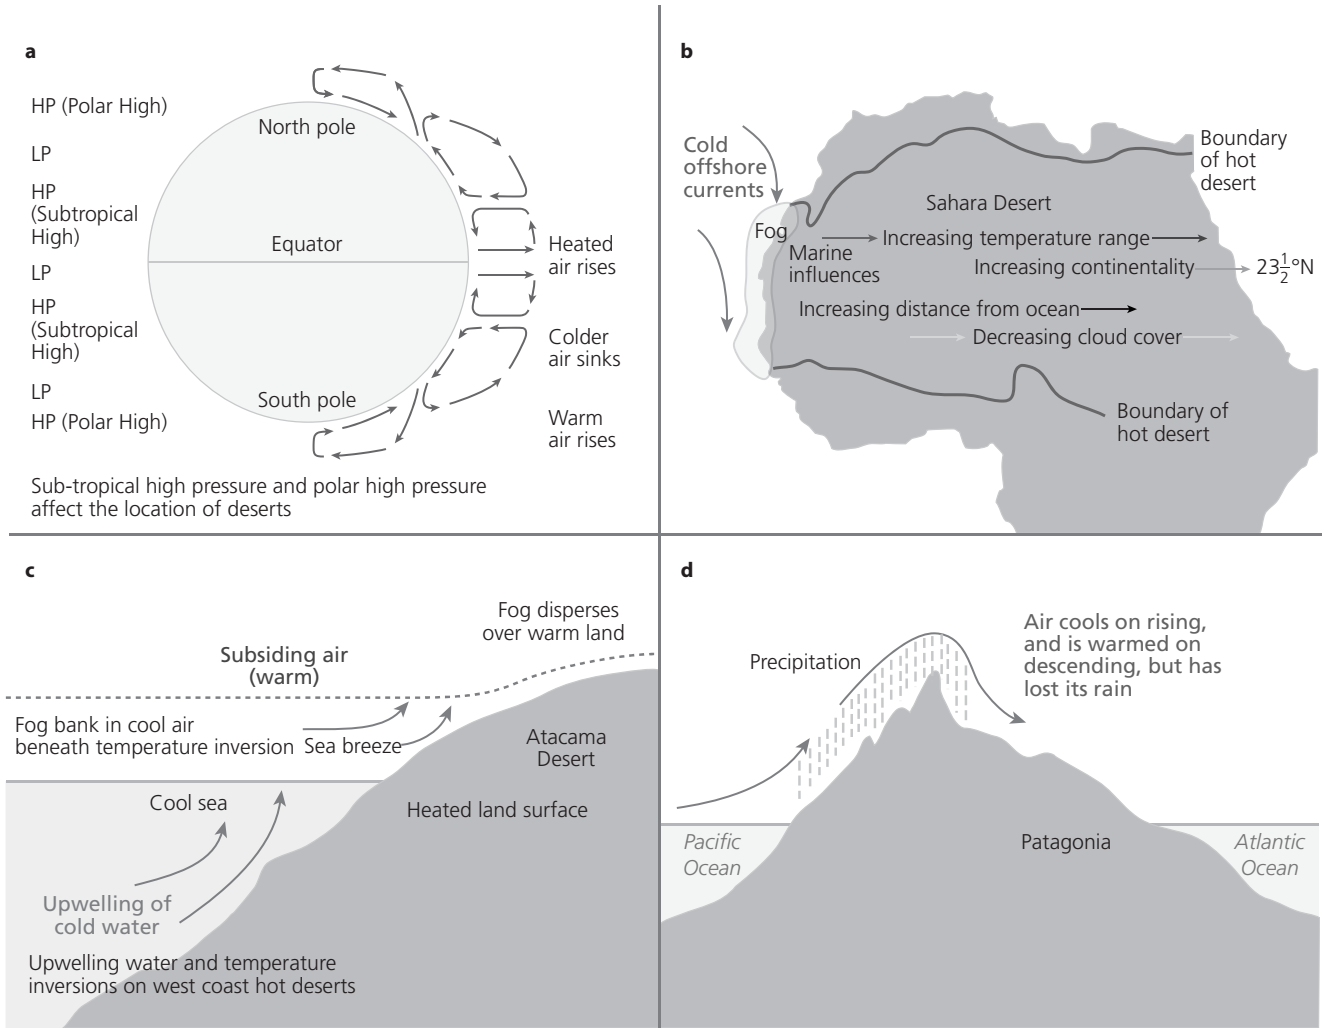 a
HP (Polar High)
North pole
LP
HP
(Subtropical
High)
Equator
Heated
air rises
LP
HP
(Subtropical
High)
Colder
air sinks
LP
South pole
HP (Polar High)
Warm
air rises
Sub-tropical high pressure and polar high pressure
affect the location of deserts
b
Cold
offshore
currents
Boundary
of hot
desert
Sahara Desert
Fog
Increasing temperature range
Marine
influences
Increasing continentality
23½°N
Increasing distance from ocean
Decreasing cloud cover
Boundary of
hot desert
c
Fog disperses
over warm land
Subsiding air
(warm)
Fog bank in cool air
beneath temperature inversion
Sea breeze
Atacama
Desert
Cool sea
Heated land surface
Upwelling of
cold water
Upwelling water and temperature
inversions on west coast hot deserts
d
Air cools on rising,
and is warmed on
descending, but has
lost its rain
Precipitation
Pacific
Ocean
Patagonia
Atlantic
Ocean